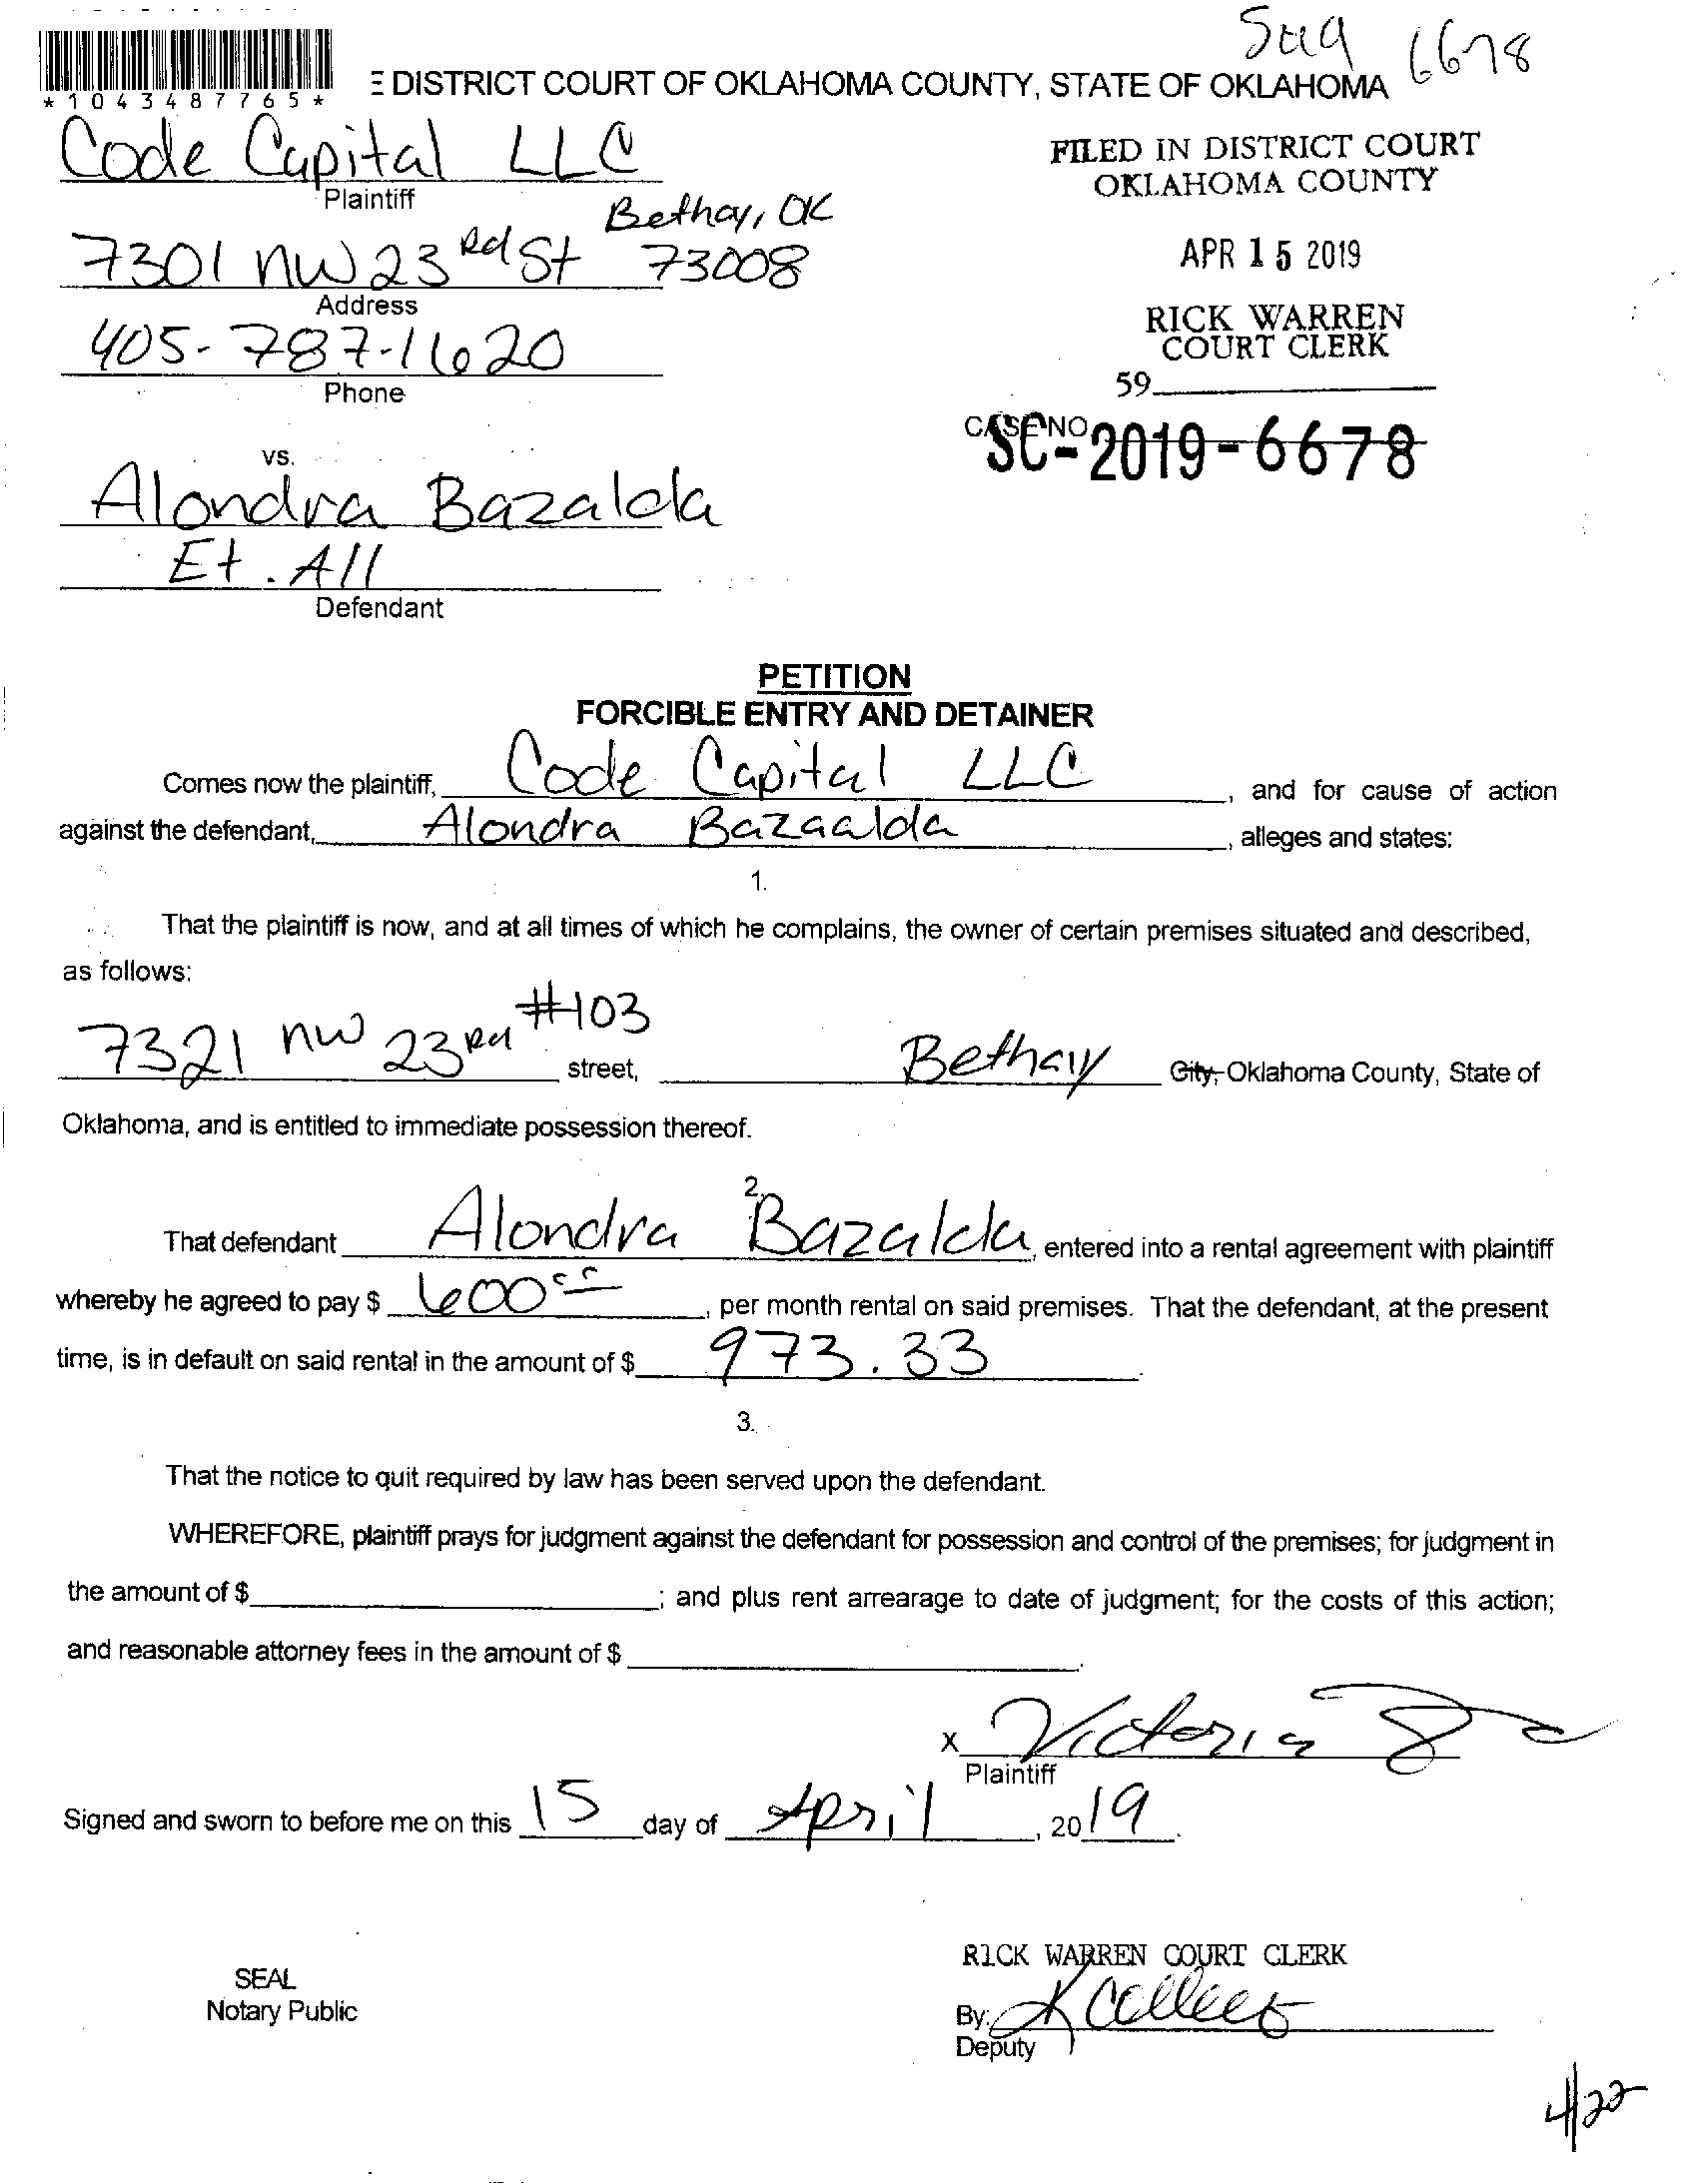 6678
DISTRICT COURT OF OKLAHOMA COUNTY, STATE OF OKLAHOMA
*1043487765*
Code Capital LLC
Plaintiff
FILED IN DISTRICT COURT
OKLAHOMA COUNTY
Bethay, OK
7301 NW 23 Rd St 73008
Address
APR 15 2019
405-787-1620
Phone
RICK WARREN
COURT CLERK
59
CASE NO
SC-2019-6678
vs.
Alondra Bazalda
Et. All
Defendant
PETITION
FORCIBLE ENTRY AND DETAINER
Comes now the plaintiff, Code Capital LLC, and for cause of action
against the defendant, Alondra Bazaalda, alleges and states:
1.
That the plaintiff is now, and at all times of which he complains, the owner of certain premises situated and described,
as follows:
7321 NW 23rd #103 street, Bethay City, Oklahoma County, State of
Oklahoma, and is entitled to immediate possession thereof.
2.
That defendant Alondra Bazalda, entered into a rental agreement with plaintiff
whereby he agreed to pay $ 600 00, per month rental on said premises. That the defendant, at the present
time, is in default on said rental in the amount of $ 973.33.
3.
That the notice to quit required by law has been served upon the defendant.
WHEREFORE, plaintiff prays for judgment against the defendant for possession and control of the premises; for judgment in
the amount of $ ; and plus rent arrearage to date of judgment; for the costs of this action;
and reasonable attorney fees in the amount of $ .
X Victoria
Plaintiff
Signed and sworn to before me on this 15 day of April, 2019.
SEAL
Notary Public
RICK WARREN COURT CLERK
By:
Deputy
4/22